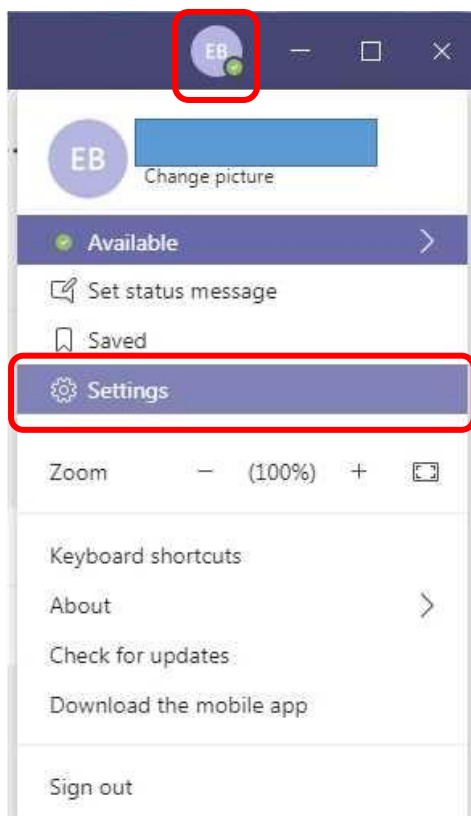 EB
EB
Change picture
Available
Set status message
Saved
Settings
Zoom – (100%) +
Keyboard shortcuts
About
Check for updates
Download the mobile app
Sign out